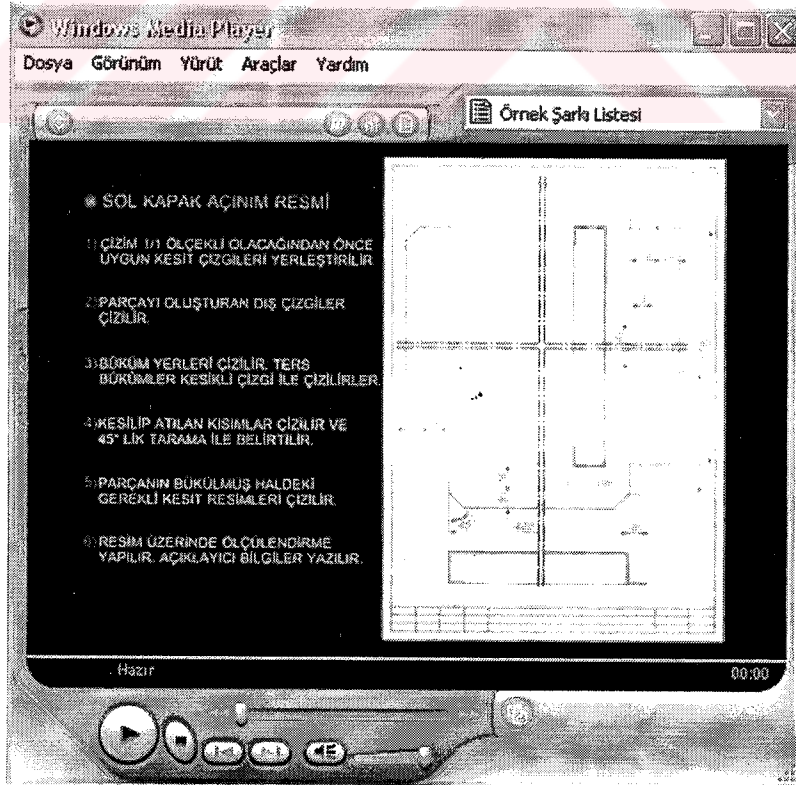 Windows Media Player
Dosya Görünüm Yürüt Araçlar Yardım
Örnek Şarkı Listesi
SOL KAPAK AÇINIM RESMİ
1) ÇİZİM 1/1 ÖLÇEKLİ OLACAĞINDAN ÖNCE
UYGUN KESİT ÇİZGİLERİ YERLEŞTİRİLİR
2) PARÇAYI OLUŞTURAN DIŞ ÇİZGİLER
ÇİZİLİR.
3) BÜKÜM YERLERİ ÇİZİLİR. TERS
BÜKÜMLER KESİKLİ ÇİZGİ İLE ÇİZİLİRLER.
4) KESİLİP ATILAN KISIMLAR ÇİZİLİR VE
45° LİK TARAMA İLE BELİRTİLİR.
5) PARÇANIN BÜKÜLMÜŞ HALDEKİ
GEREKLİ KESİT RESİMLERİ ÇİZİLİR.
6) RESİM ÜZERİNDE ÖLÇÜLENDİRME
YAPILIR. AÇIKLAYICI BİLGİLER YAZILIR.
Hazır 00:00